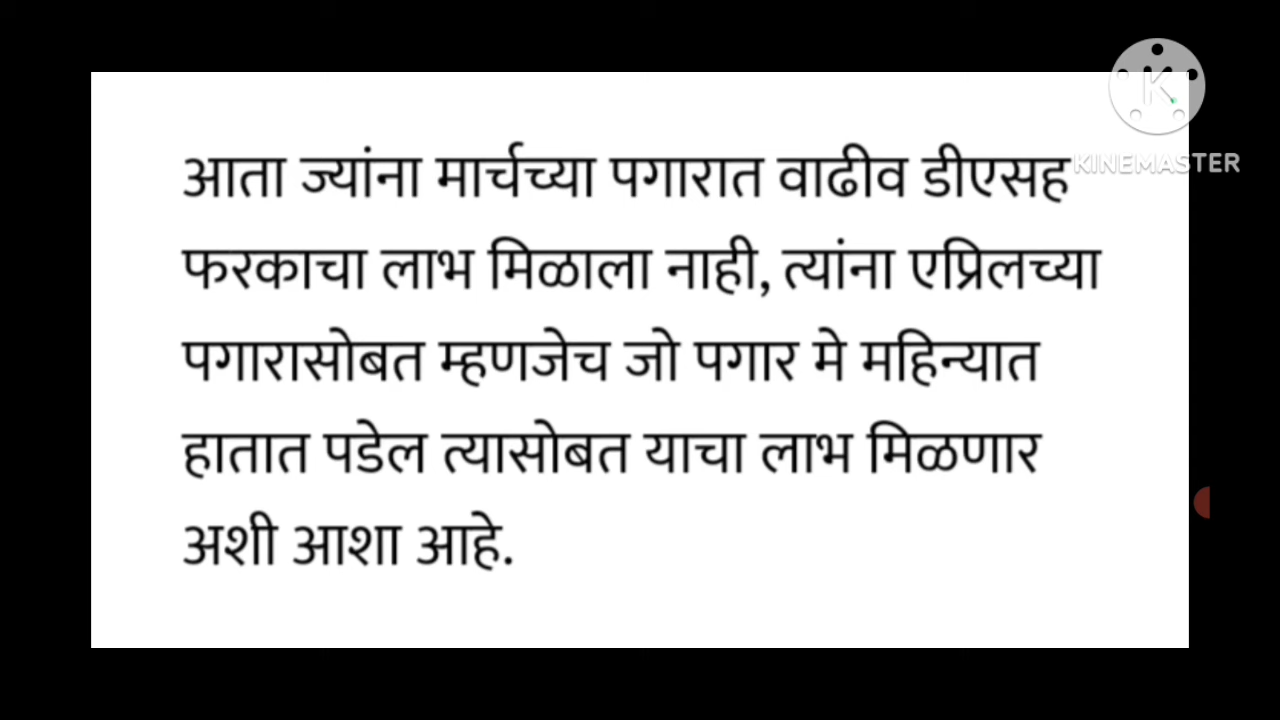 आता ज्यांना मार्चच्या पगारात वाढीव डीएसह
फरकाचा लाभ मिळाला नाही, त्यांना एप्रिलच्या
पगारासोबत म्हणजेच जो पगार मे महिन्यात
हातात पडेल त्यासोबत याचा लाभ मिळणार
अशी आशा आहे.
K
KINEMASTER